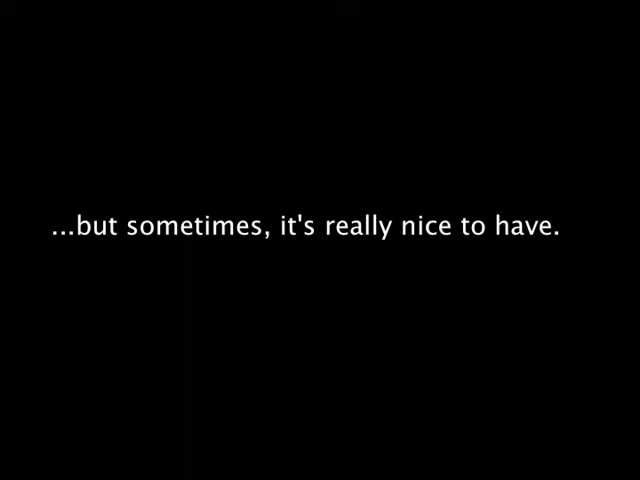 ...but sometimes, it's really nice to have.